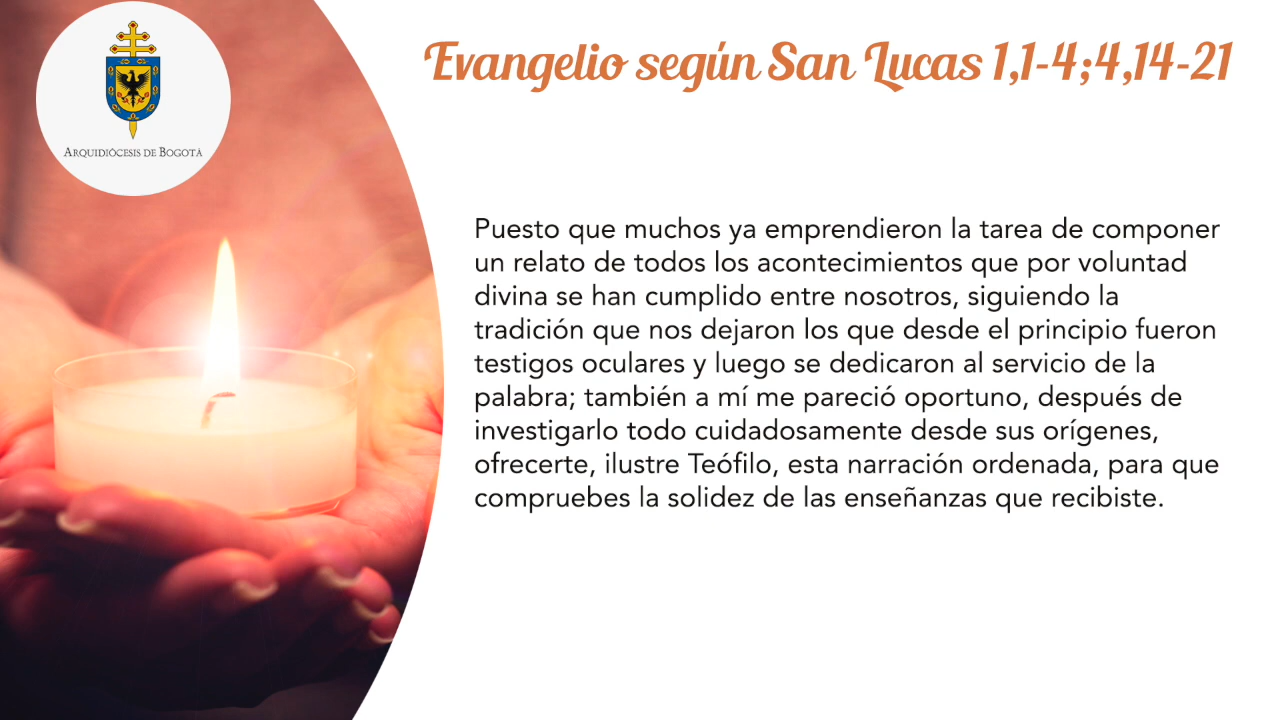 ARQUIDIÓCESIS DE BOGOTÁ
Evangelio según San Lucas 1,1-4;4,14-21
Puesto que muchos ya emprendieron la tarea de componer
un relato de todos los acontecimientos que por voluntad
divina se han cumplido entre nosotros, siguiendo la
tradición que nos dejaron los que desde el principio fueron
testigos oculares y luego se dedicaron al servicio de la
palabra; también a mí me pareció oportuno, después de
investigarlo todo cuidadosamente desde sus orígenes,
ofrecerte, ilustre Teófilo, esta narración ordenada, para que
compruebes la solidez de las enseñanzas que recibiste.